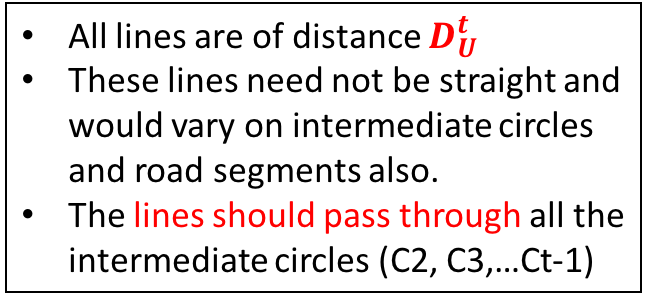 • All lines are of distance D_U^t
• These lines need not be straight and
would vary on intermediate circles
and road segments also.
• The lines should pass through all the
intermediate circles (C2, C3,...Ct-1)